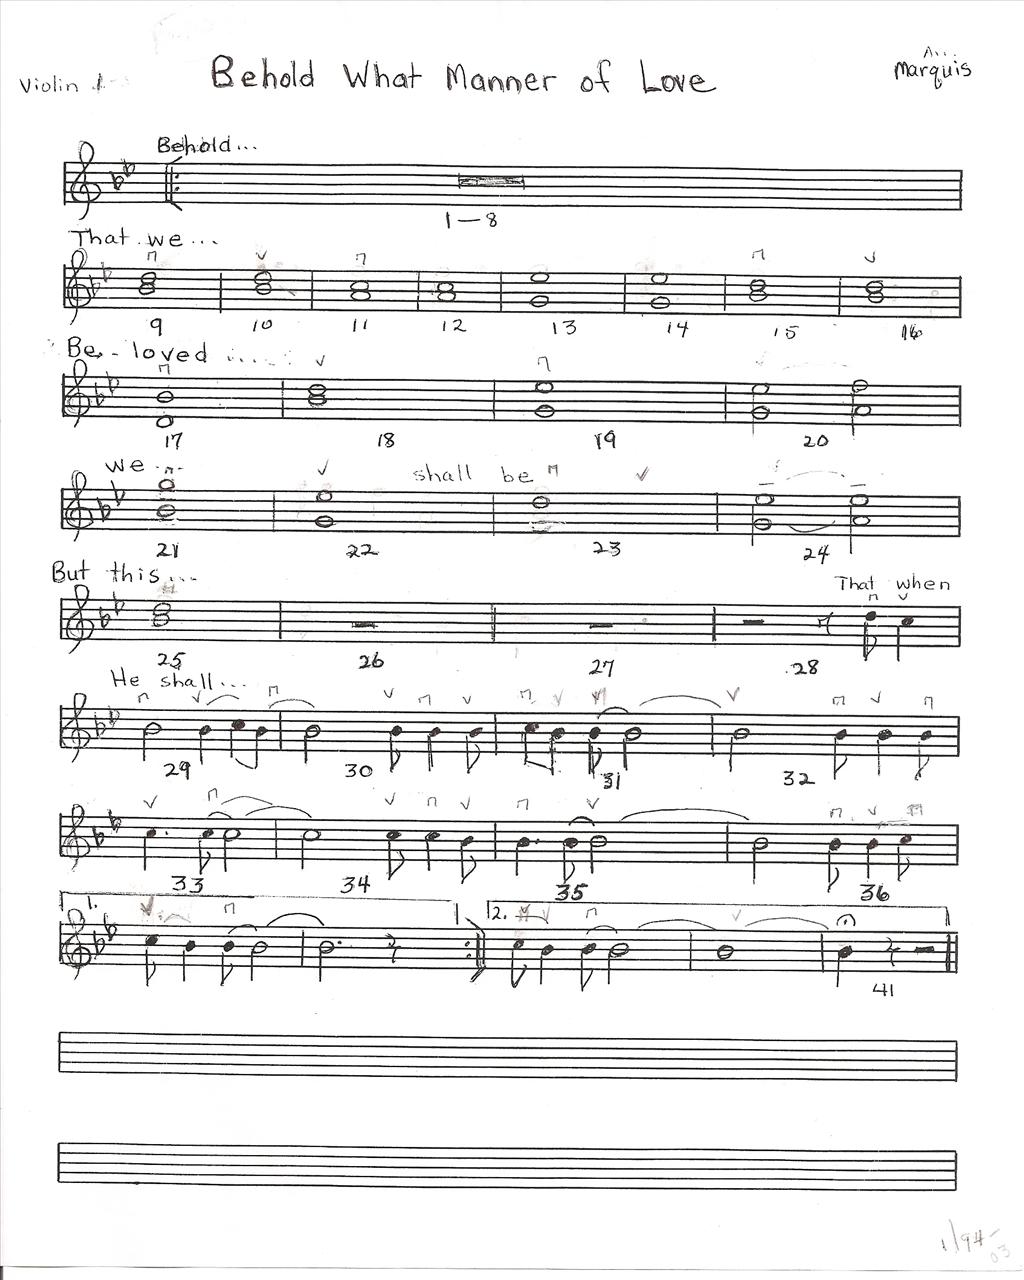 Violin 1
Behold What Manner of Love
Arr.
Marquis
Behold...
1—8
That we...
9 10 11 12 13 14 15 16
Be - loved ....
17 18 19 20
we ... shall be
21 22 23 24
But this... That when
25 26 27 28
He shall...
29 30 31 32
33 34 35 36
1. 2.
41
1/94-
03